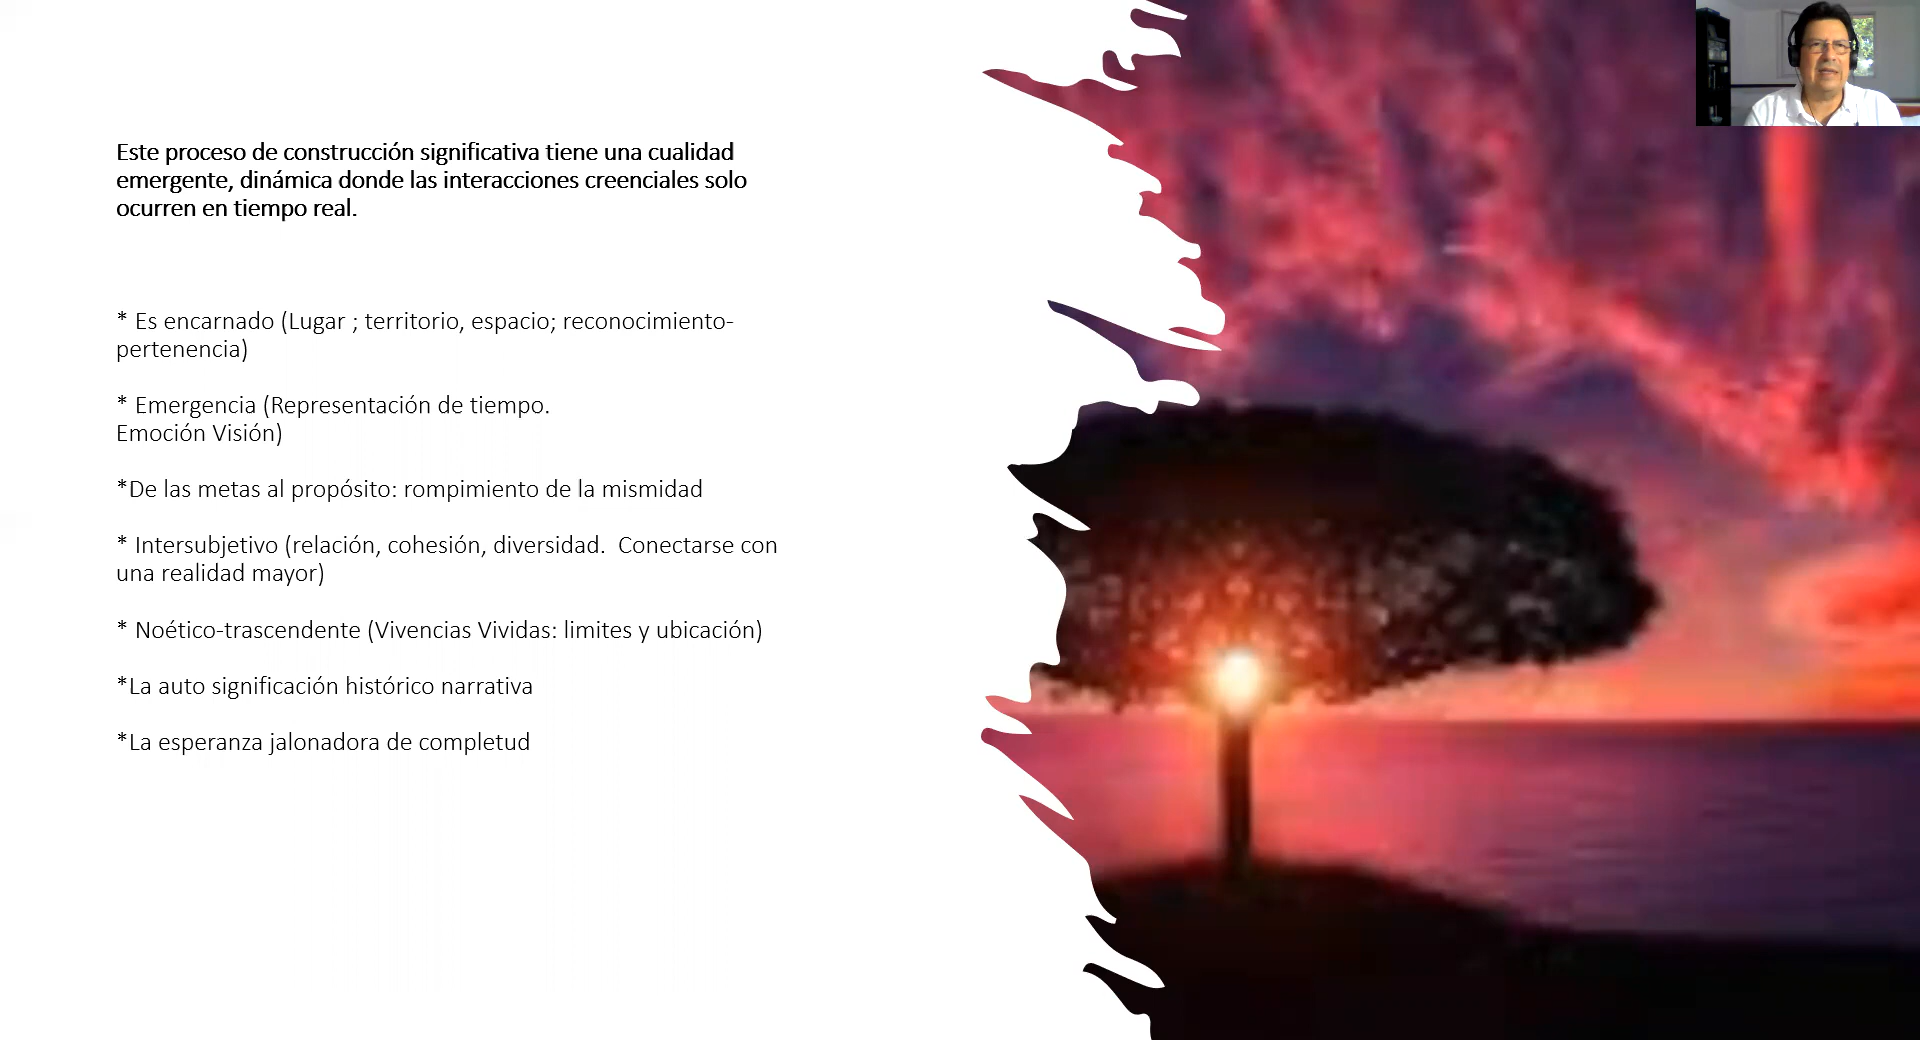 Este proceso de construcción significativa tiene una cualidad
emergente, dinámica donde las interacciones creenciales solo
ocurren en tiempo real.
* Es encarnado (Lugar ; territorio, espacio; reconocimiento-
pertenencia)
* Emergencia (Representación de tiempo.
Emoción Visión)
*De las metas al propósito: rompimiento de la mismidad
* Intersubjetivo (relación, cohesión, diversidad.  Conectarse con
una realidad mayor)
* Noético-trascendente (Vivencias Vividas: limites y ubicación)
*La auto significación histórico narrativa
*La esperanza jalonadora de completud